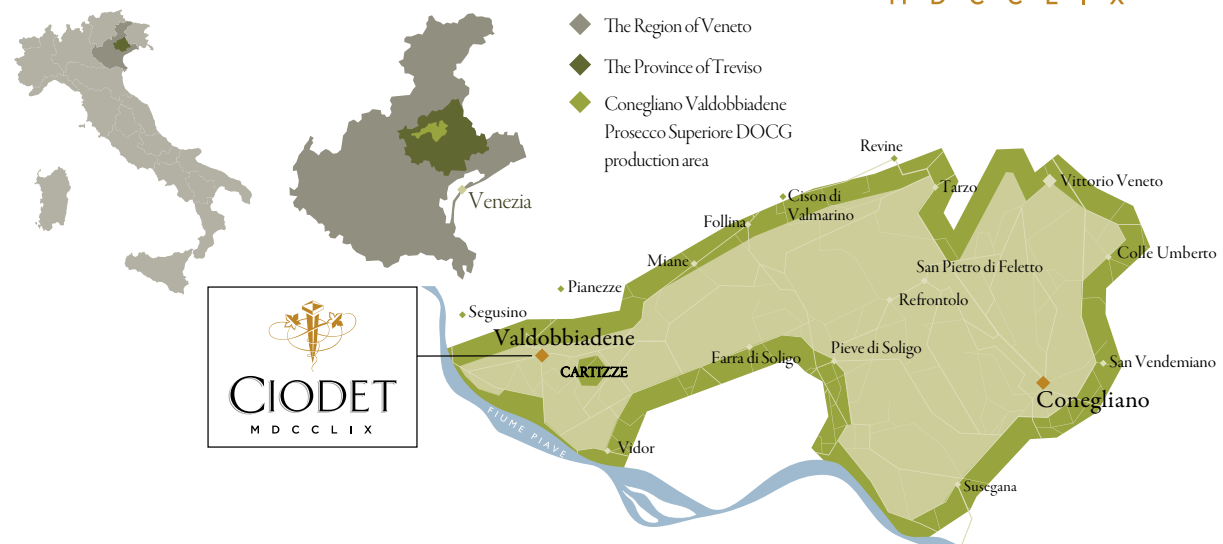 MDCCLIX
The Region of Veneto
The Province of Treviso
Conegliano Valdobbiadene
Prosecco Superiore DOCG
production area
Venezia
Revine
Tarzo
Vittorio Veneto
Cison di
Valmarino
Follina
Colle Umberto
Miane
San Pietro di Feletto
Pianezze
Refrontolo
Segusino
Valdobbiadene
CARTIZZE
Farra di Soligo
Pieve di Soligo
San Vendemiano
Conegliano
CIODET
MDCCLIX
FIUME PIAVE
Vidor
Susegana